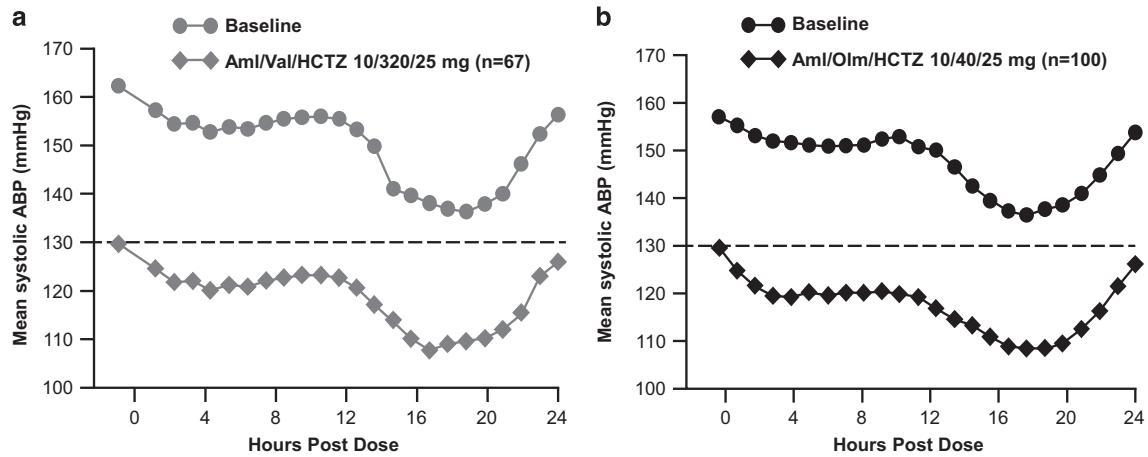 a
Baseline
Aml/Val/HCTZ 10/320/25 mg (n=67)
170
160
150
140
130
120
110
100
Mean systolic ABP (mmHg)
0 4 8 12 16 20 24
Hours Post Dose
b
Baseline
Aml/Olm/HCTZ 10/40/25 mg (n=100)
170
160
150
140
130
120
110
100
Mean systolic ABP (mmHg)
0 4 8 12 16 20 24
Hours Post Dose